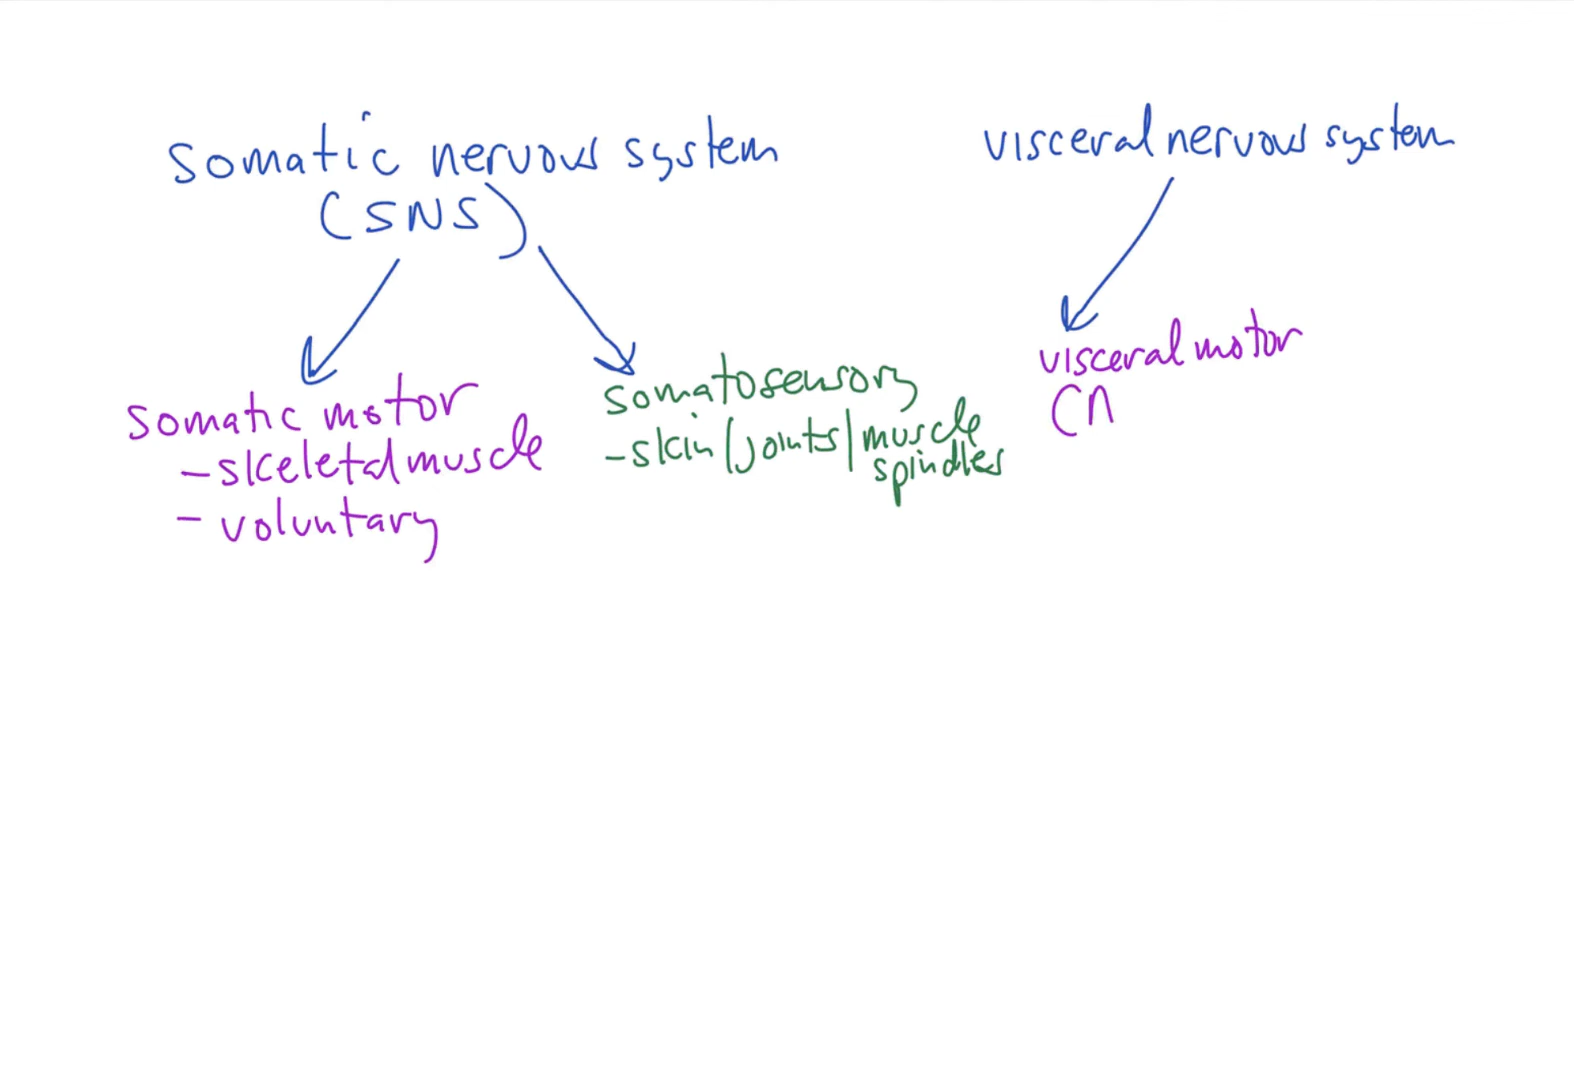 somatic nervous system
(SNS)
visceral nervous system
somatic motor
-skeletal muscle
- voluntary
somatosensory
-skin/joints/muscle
spindles
visceral motor
(n